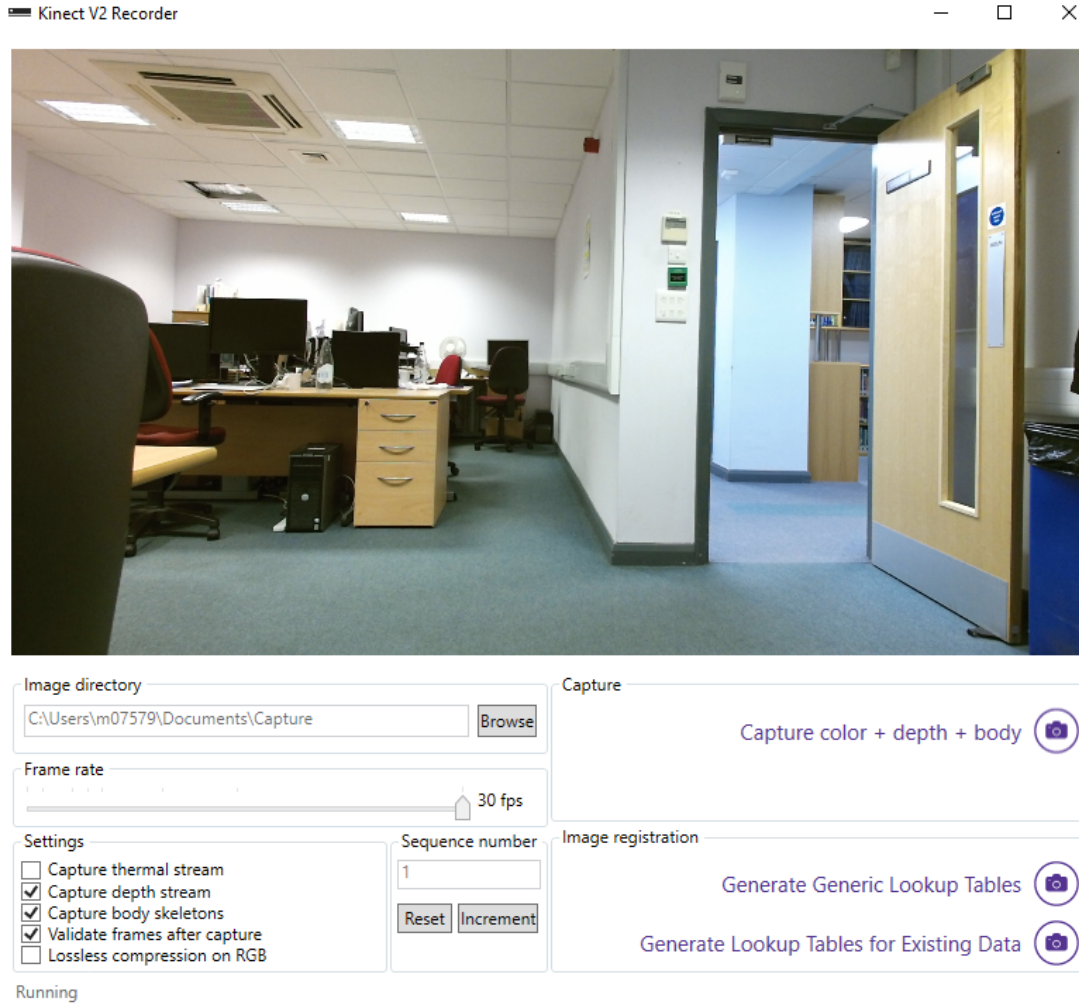 Kinect V2 Recorder
Image directory
C:\Users\m07579\Documents\Capture
Browse
Frame rate
30 fps
Settings
Capture thermal stream
Capture depth stream
Capture body skeletons
Validate frames after capture
Lossless compression on RGB
Sequence number
1
Reset
Increment
Capture
Capture color + depth + body
Image registration
Generate Generic Lookup Tables
Generate Lookup Tables for Existing Data
Running